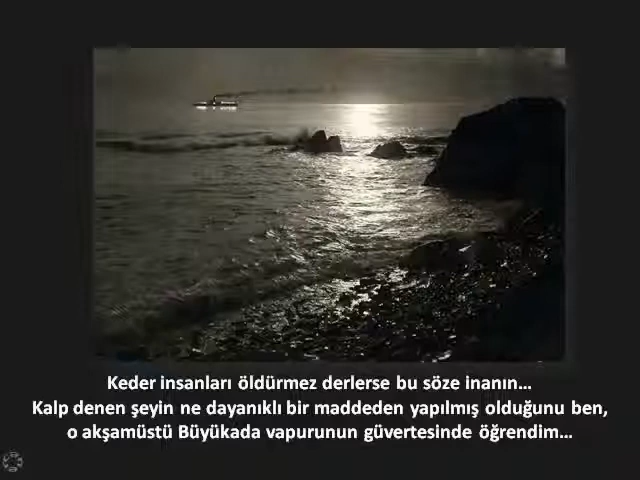 Keder insanları öldürmez derlerse bu söze inanın...
Kalp denen şeyin ne dayanıklı bir maddeden yapılmış olduğunu ben,
o akşamüstü Büyükada vapurunun güvertesinde öğrendim...